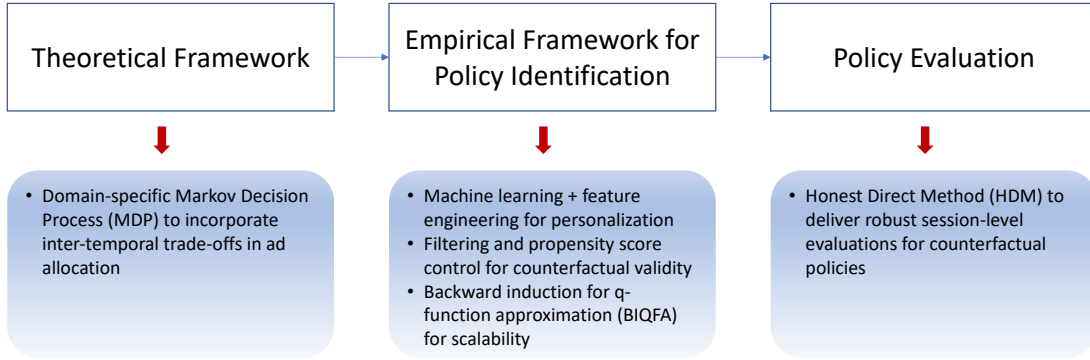 Theoretical Framework
Empirical Framework for
Policy Identification
Policy Evaluation
• Domain-specific Markov Decision
Process (MDP) to incorporate
inter-temporal trade-offs in ad
allocation
• Machine learning + feature
engineering for personalization
• Filtering and propensity score
control for counterfactual validity
• Backward induction for q-
function approximation (BIQFA)
for scalability
• Honest Direct Method (HDM) to
deliver robust session-level
evaluations for counterfactual
policies